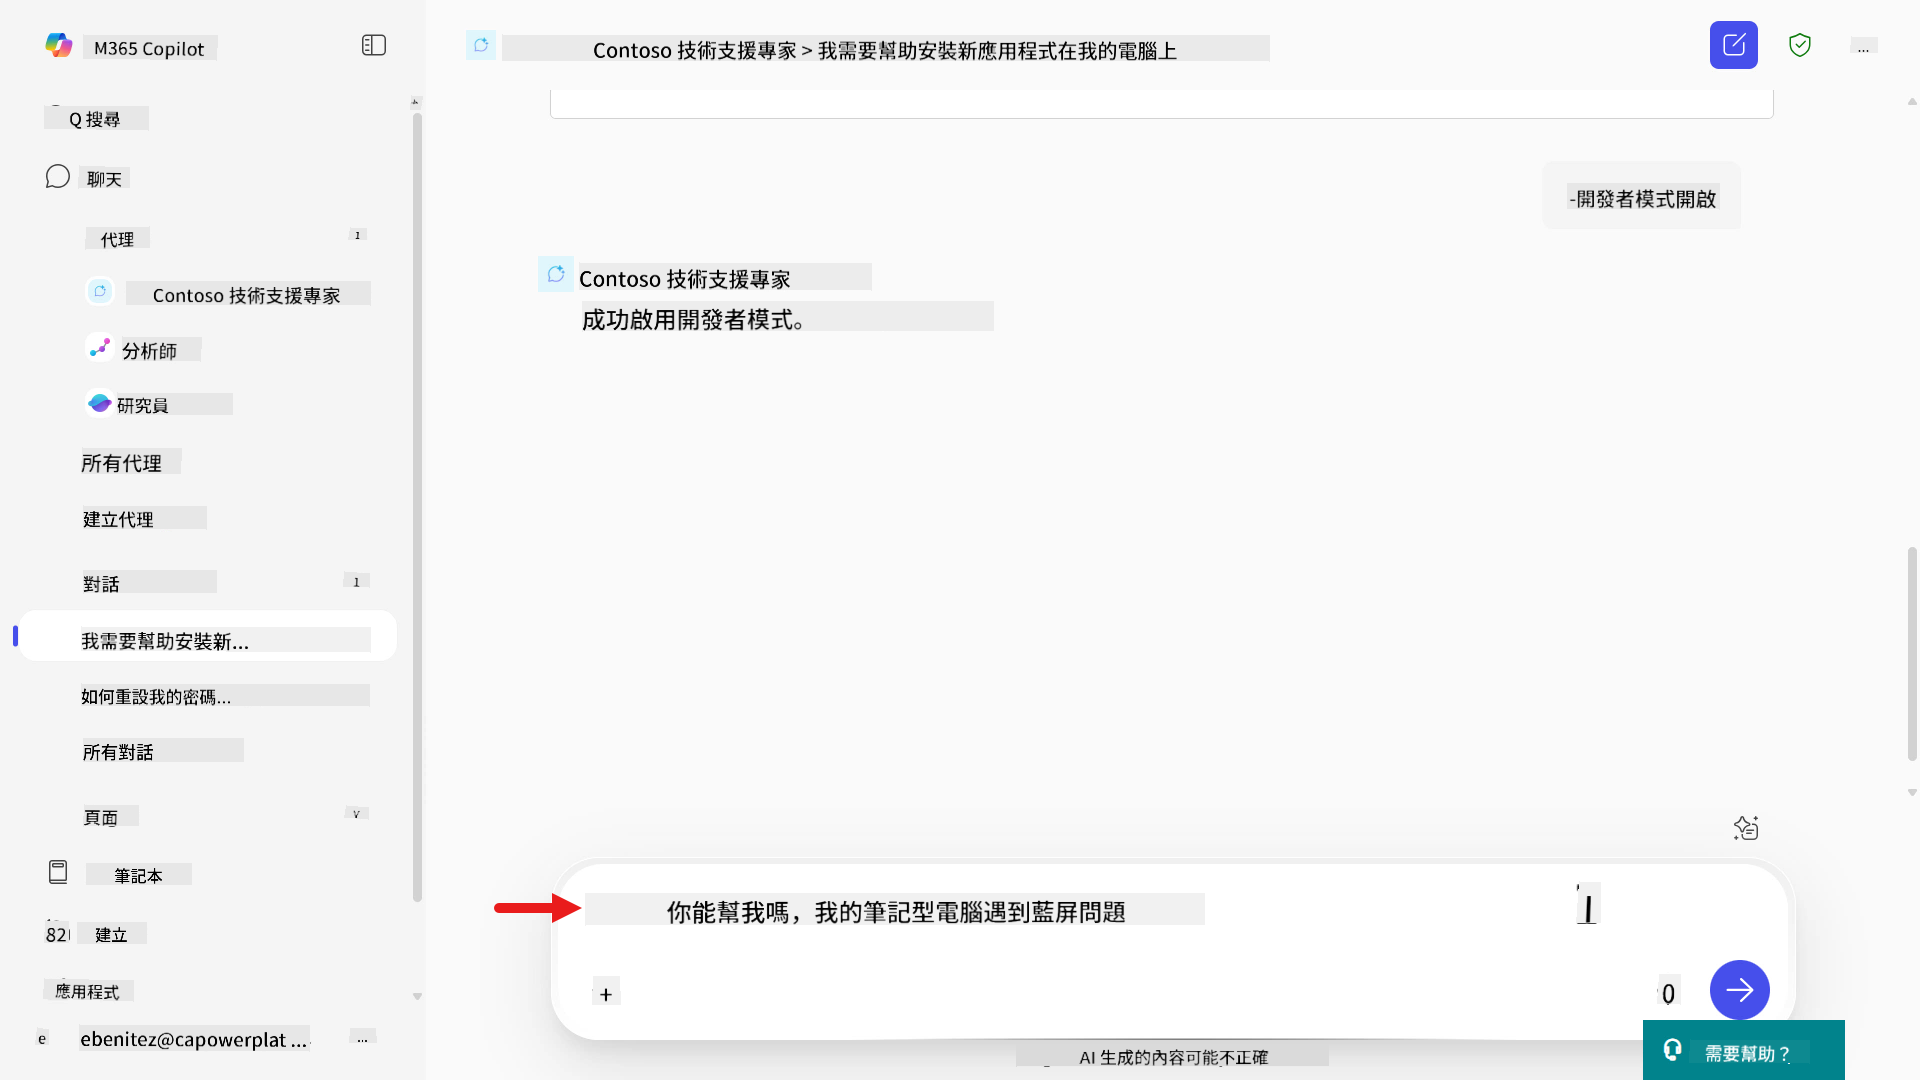 M365 Copilot
Q 搜尋
聊天
代理
1
Contoso 技術支援專家
分析師
研究員
所有代理
建立代理
對話
1
我需要幫助安裝新...
如何重設我的密碼...
所有對話
頁面
筆記本
82
建立
應用程式
e
ebenitez@capowerplat ...
...
Contoso 技術支援專家 > 我需要幫助安裝新應用程式在我的電腦上
...
-開發者模式開啟
Contoso 技術支援專家
成功啟用開發者模式。
你能幫我嗎，我的筆記型電腦遇到藍屏問題
+
0
AI 生成的內容可能不正確
需要幫助？